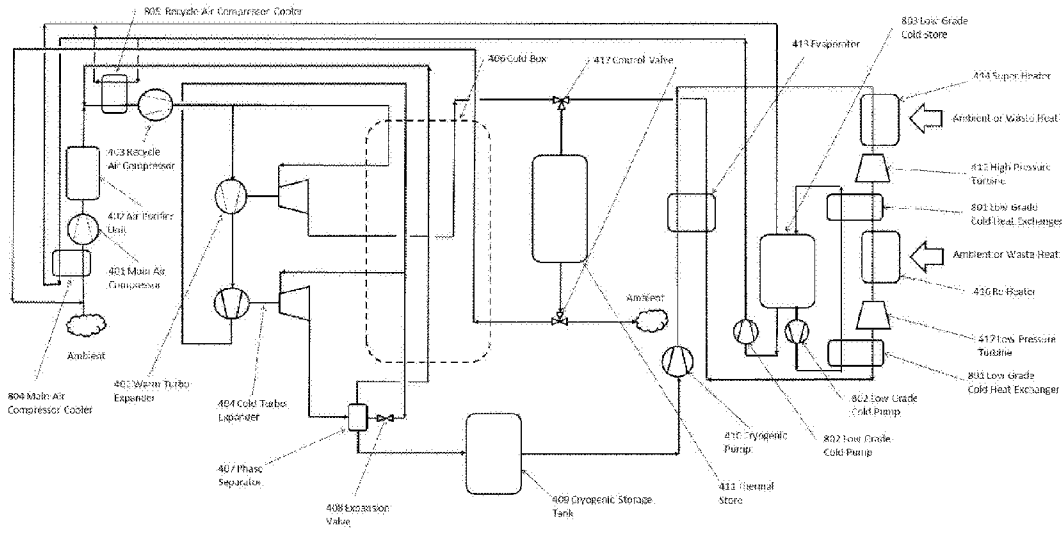 805 Recycle Air Compressor Cooler
803 Low Grade
Cold Store
406 Cold Box
417 Control Valve
413 Evaporator
414 Super Heater
Ambient or Waste Heat
403 Recycle
Air Compressor
415 High Pressure
Turbine
402 Air Purifier
Unit
801 Low Grade
Cold Heat Exchanger
401 Main Air
Compressor
Ambient or Waste Heat
416 Re Heater
Ambient
Ambient
417 Low Pressure
Turbine
804 Main Air
Compressor Cooler
Warm Turbo
Expander
801 Low Grade
Cold Heat Exchanger
404 Cold Turbo
Expander
802 Low Grade
Cold Pump
410 Cryogenic
Pump
802 Low Grade
Cold Pump
407 Phase
Separator
411 Thermal
Store
408 Expansion
Valve
409 Cryogenic Storage
Tank